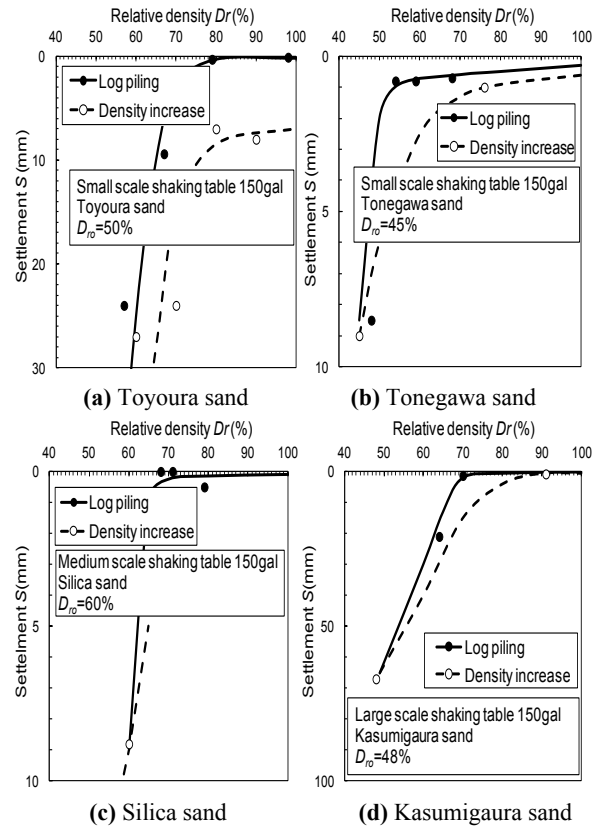 Relative density Dr(%)
40 50 60 70 80 90 100
0
10
20
30
Settlement S (mm)
Log piling
Density increase
Small scale shaking table 150gal
Toyoura sand
Dro=50%
(a) Toyoura sand
Relative density Dr(%)
40 50 60 70 80 90 100
0
5
10
Settlement S (mm)
Log piling
Density increase
Small scale shaking table 150gal
Tonegawa sand
Dro=45%
(b) Tonegawa sand
Relative density Dr(%)
40 50 60 70 80 90 100
0
5
10
Settelment S (mm)
Log piling
Density increase
Medium scale shaking table 150gal
Silica sand
Dro=60%
(c) Silica sand
Relative density Dr(%)
40 50 60 70 80 90 100
0
50
100
Settlement S (mm)
Log piling
Density increase
Large scale shaking table 150gal
Kasumigaura sand
Dro=48%
(d) Kasumigaura sand